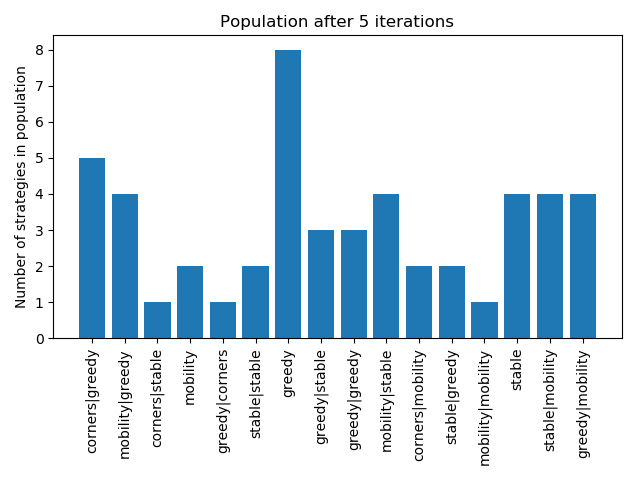 Population after 5 iterations
Number of strategies in population
8
7
6
5
4
3
2
1
0
corners|greedy
mobility|greedy
corners|stable
mobility
greedy|corners
stable|stable
greedy
greedy|stable
greedy|greedy
mobility|stable
corners|mobility
stable|greedy
mobility|mobility
stable
stable|mobility
greedy|mobility